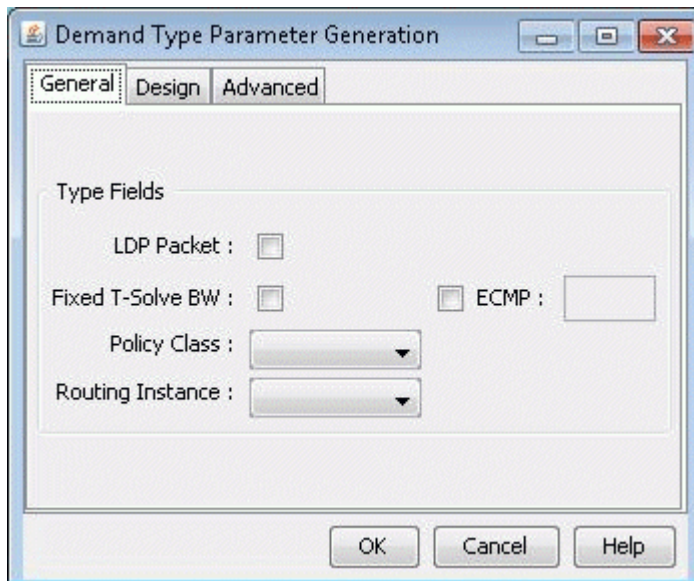 Demand Type Parameter Generation
General Design Advanced
Type Fields
LDP Packet :
Fixed T-Solve BW : ECMP :
Policy Class :
Routing Instance :
OK Cancel Help